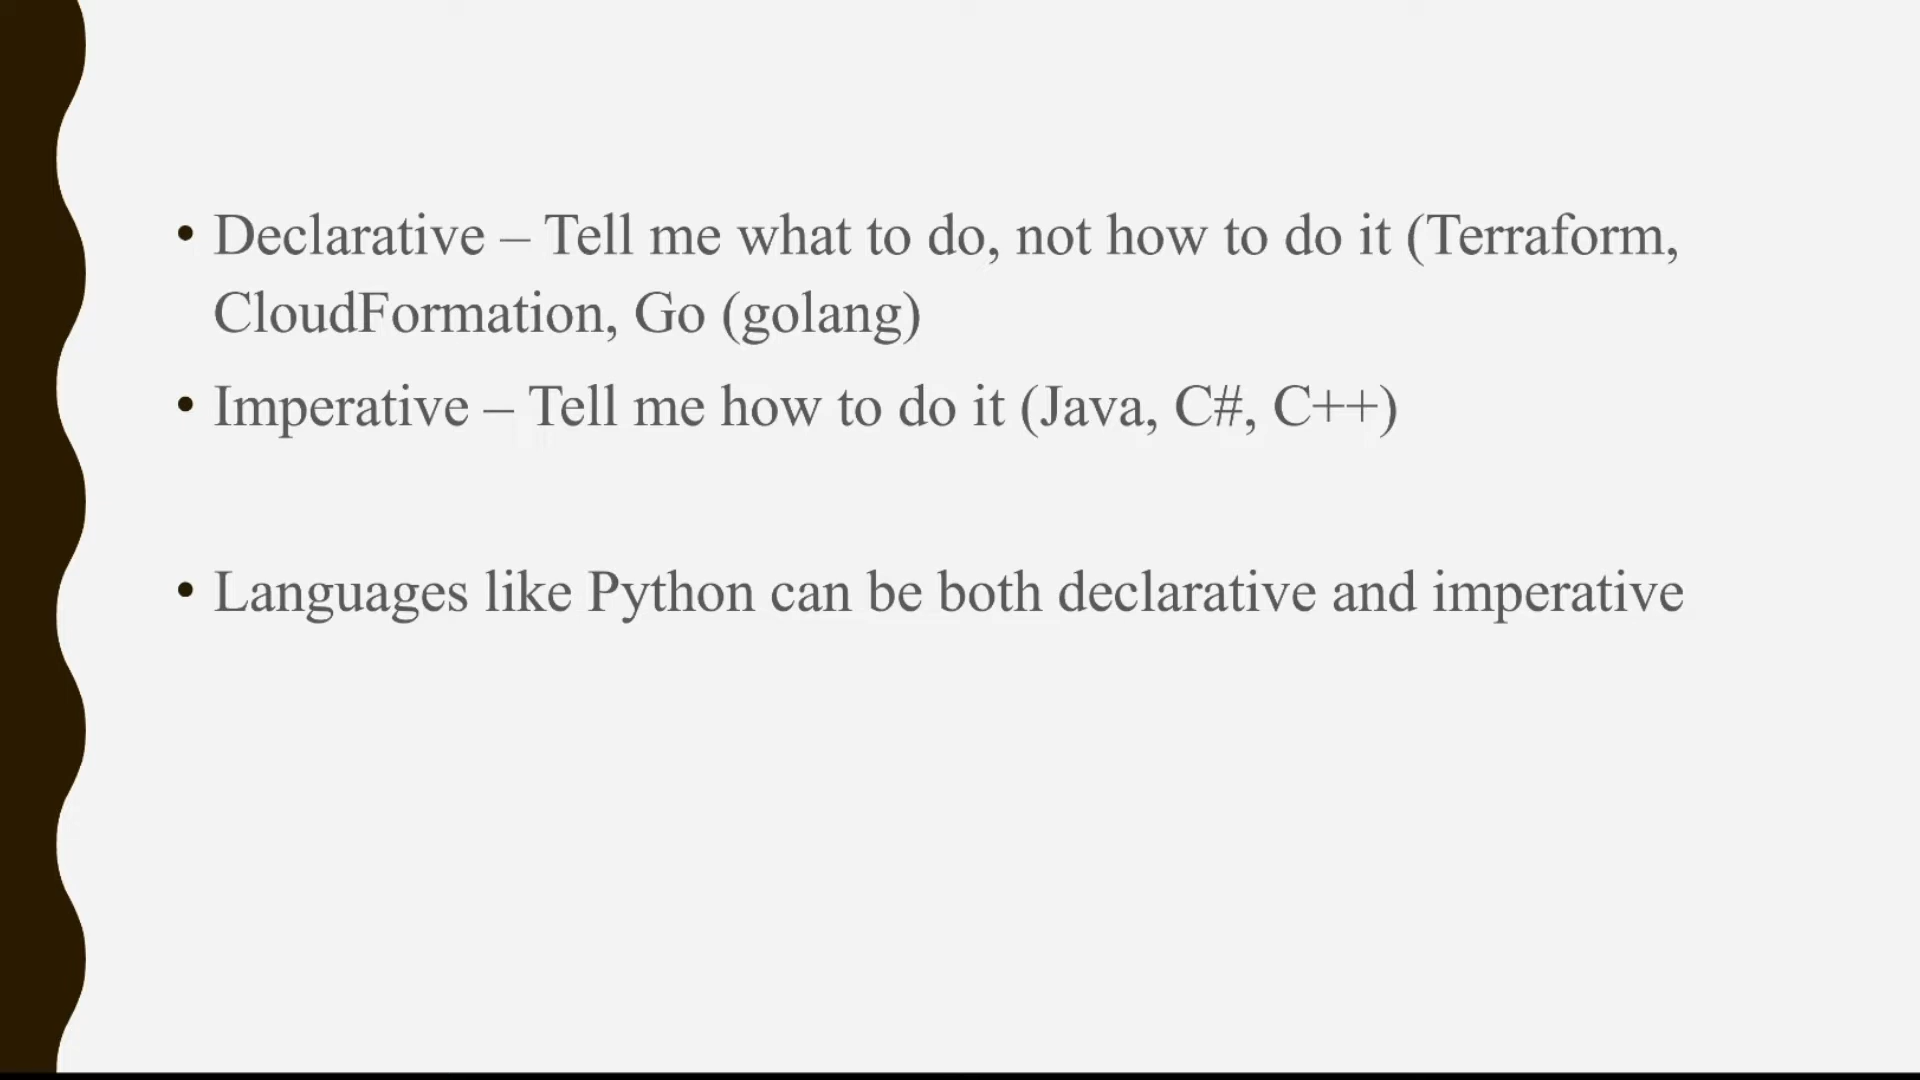 • Declarative – Tell me what to do, not how to do it (Terraform,
CloudFormation, Go (golang)
• Imperative – Tell me how to do it (Java, C#, C++)
• Languages like Python can be both declarative and imperative